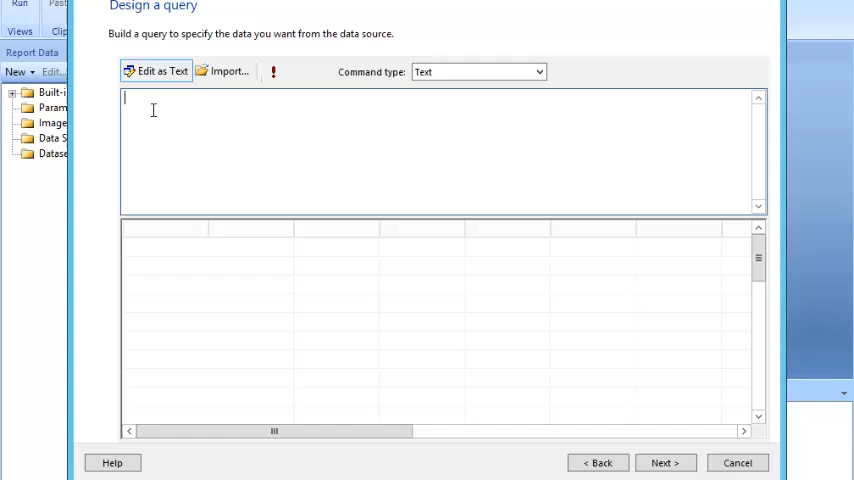 Design a query
Run
Past
Build a query to specify the data you want from the data source.
Views
Clip
Report Data
Edit as Text
Import...
Command type:
Text
New
Edit...
Built-i
Param
Image
Data S
Datase
Help
< Back
Next >
Cancel